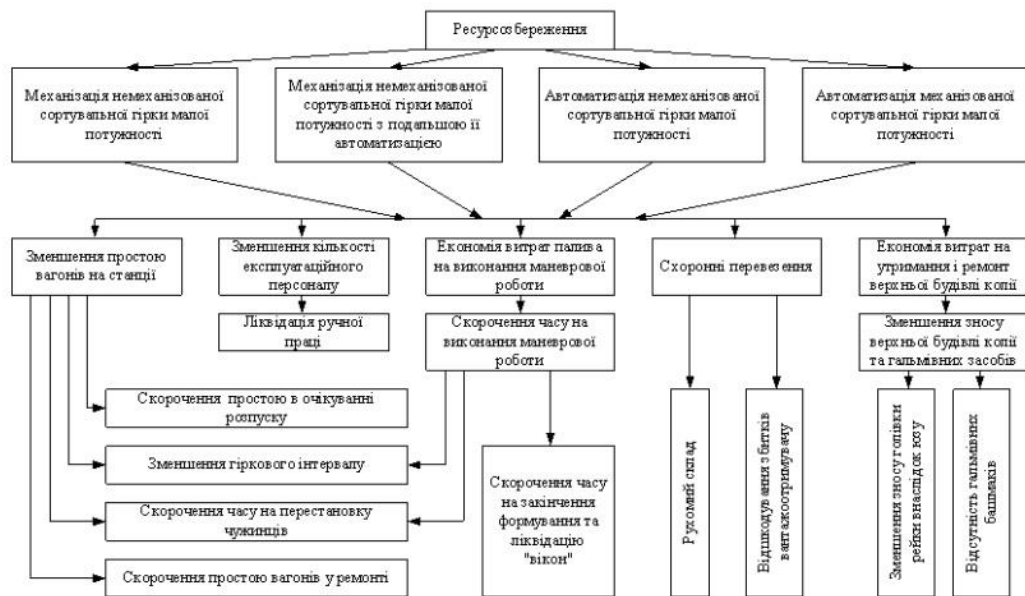 Ресурсозбереження
Механізація немеханізованої
сортувальної гірки малої
потужності
Механізація немеханізованої
сортувальної гірки малої
потужності з подальшою її
автоматизацією
Автоматизація немеханізованої
сортувальної гірки малої
потужності
Автоматизація механізованої
сортувальної гірки малої
потужності
Зменшення простою
вагонів на станції
Зменшення кількості
експлуатаційного
персоналу
Економія витрат палива
на виконання маневрової
роботи
Схоронні перевезення
Економія витрат на
утримання і ремонт
верхньої будівлі копії
Ліквідація ручної
праці
Скорочення часу на
виконання маневрової
роботи
Зменшення зносу
верхньої будівлі копії
та гальмівних засобів
Скорочення простою в очікуванні
розпуску
Зменшення гіркового інтервалу
Скорочення часу на перестановку
чужинців
Скорочення простою вагонів у ремонті
Скорочення часу
на закінчення
формування та
ліквідацію
"вікон"
Рухомий склад
Відшкодування збитків
вантажоотримувачу
Зменшення зносу голівки
рейки внаслідок юзу
Відсутність гальмівних
башмаків